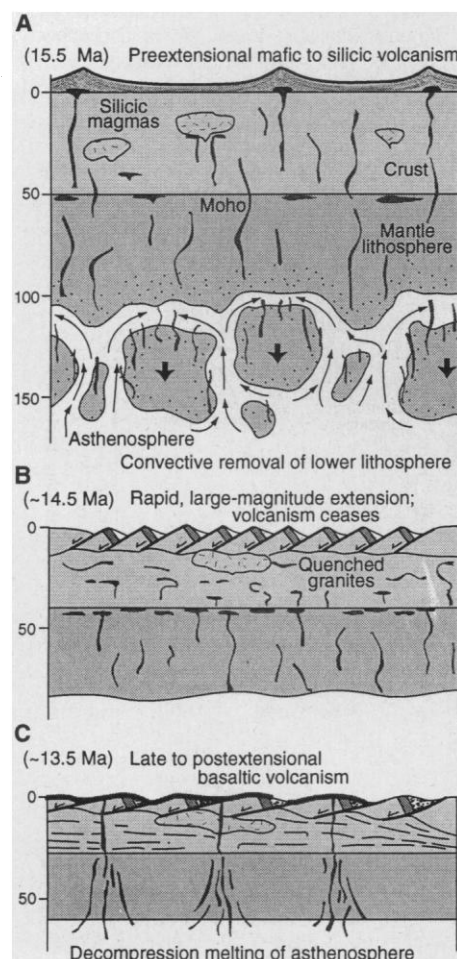 A
(15.5 Ma) Preextensional mafic to silicic volcanism
0
Silicic
magmas
Crust
50
Moho
Mantle
lithosphere
100
150
Asthenosphere
Convective removal of lower lithosphere
B
(~14.5 Ma) Rapid, large-magnitude extension;
volcanism ceases
0
Quenched
granites
50
C
(~13.5 Ma) Late to postextensional
basaltic volcanism
0
50
Decompression melting of asthenosphere